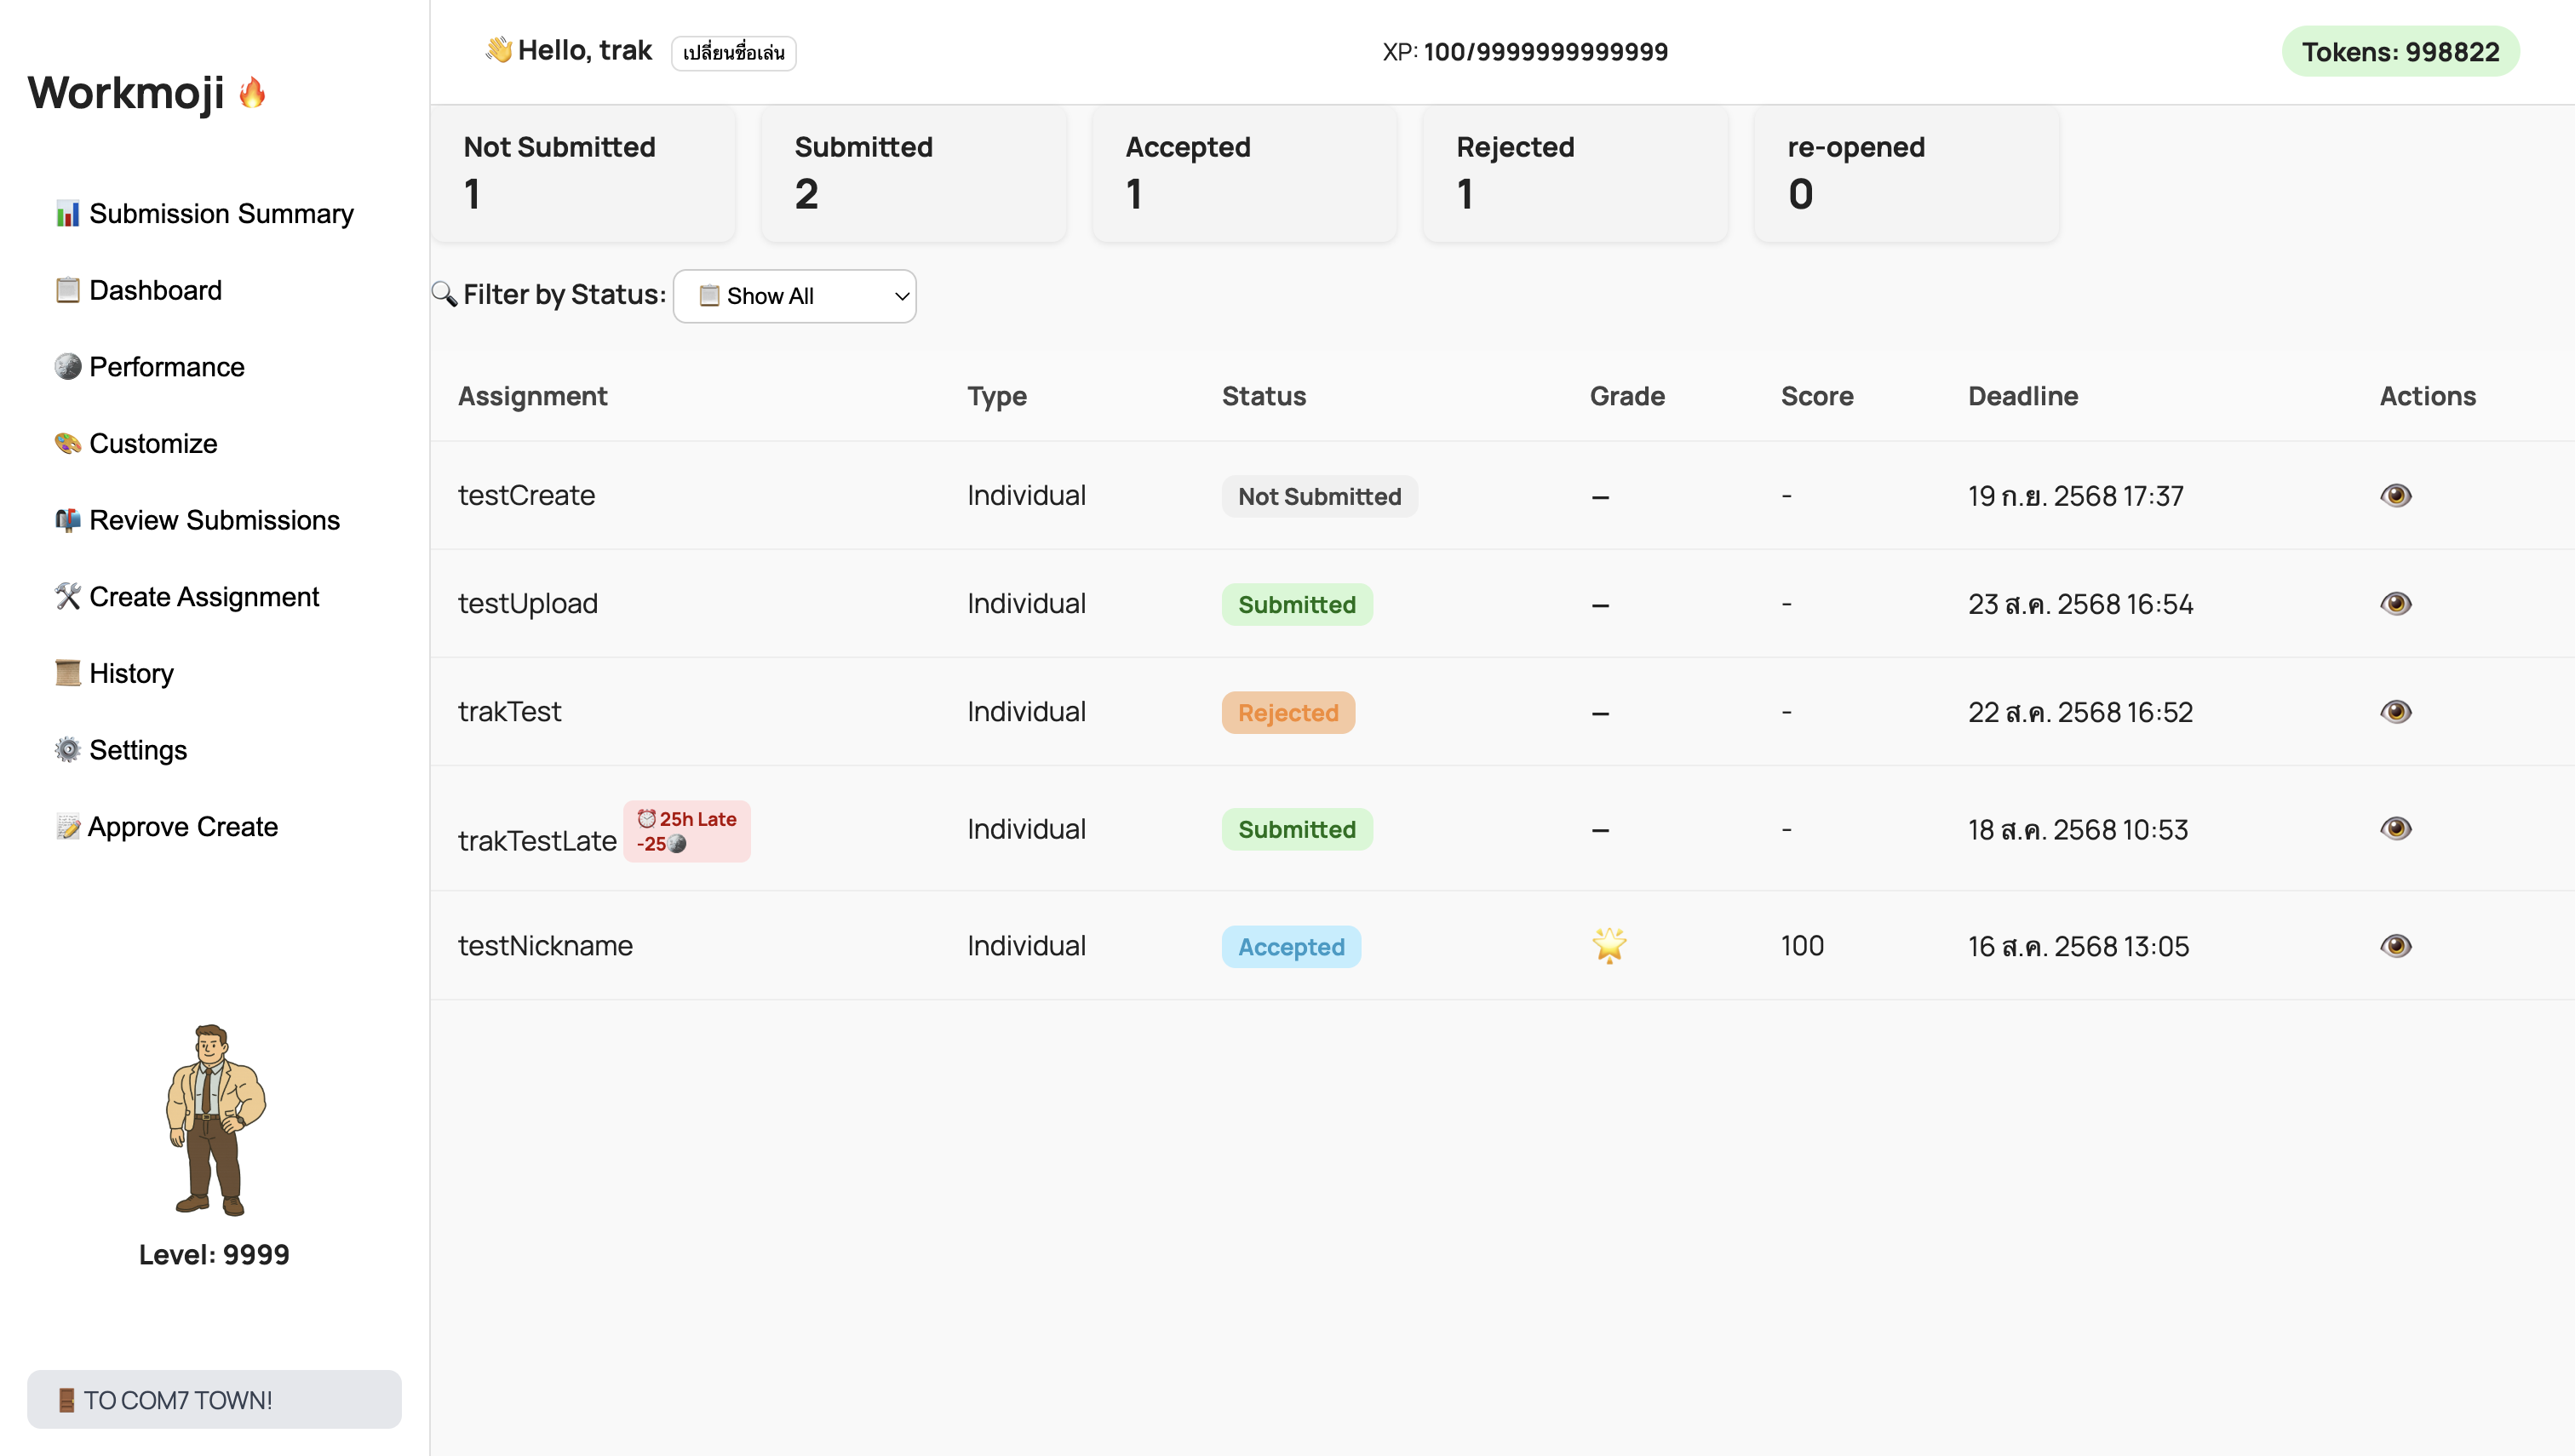 Workmoji 🔥
📊 Submission Summary
📋 Dashboard
🪙 Performance
🎨 Customize
📬 Review Submissions
🛠️ Create Assignment
📜 History
⚙️ Settings
📝 Approve Create
Level: 9999
🚪 TO COM7 TOWN!
👋 Hello, trak เปลี่ยนชื่อเล่น XP: 100/9999999999999 Tokens: 998822
Not Submitted Submitted Accepted Rejected re-opened
1 2 1 1 0
🔍 Filter by Status: 📋 Show All
Assignment Type Status Grade Score Deadline Actions
testCreate Individual Not Submitted – - 19 ก.ย. 2568 17:37 👁️
testUpload Individual Submitted – - 23 ส.ค. 2568 16:54 👁️
trakTest Individual Rejected – - 22 ส.ค. 2568 16:52 👁️
trakTestLate ⏰ 25h Late Individual Submitted – - 18 ส.ค. 2568 10:53 👁️
-25🪙
testNickname Individual Accepted 🌟 100 16 ส.ค. 2568 13:05 👁️